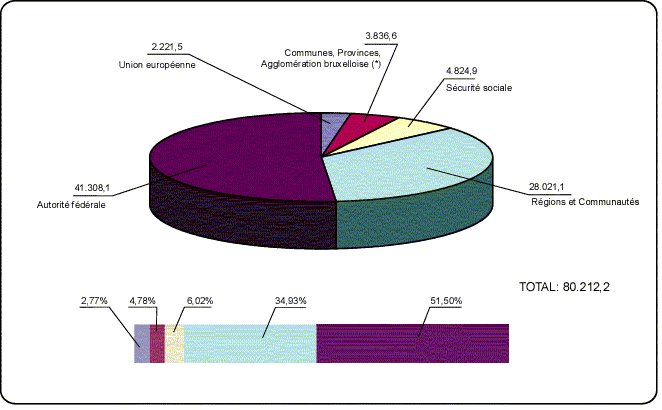 3.836,6
2.221,5
Communes, Provinces,
Union européenne
Agglomération bruxelloise (*)
4.824,9
Sécurité sociale
41.308,1
28.021,1
Autorité fédérale
Régions et Communautés
TOTAL: 80.212,2
2,77%
4,78%
6,02%
34,93%
51,50%